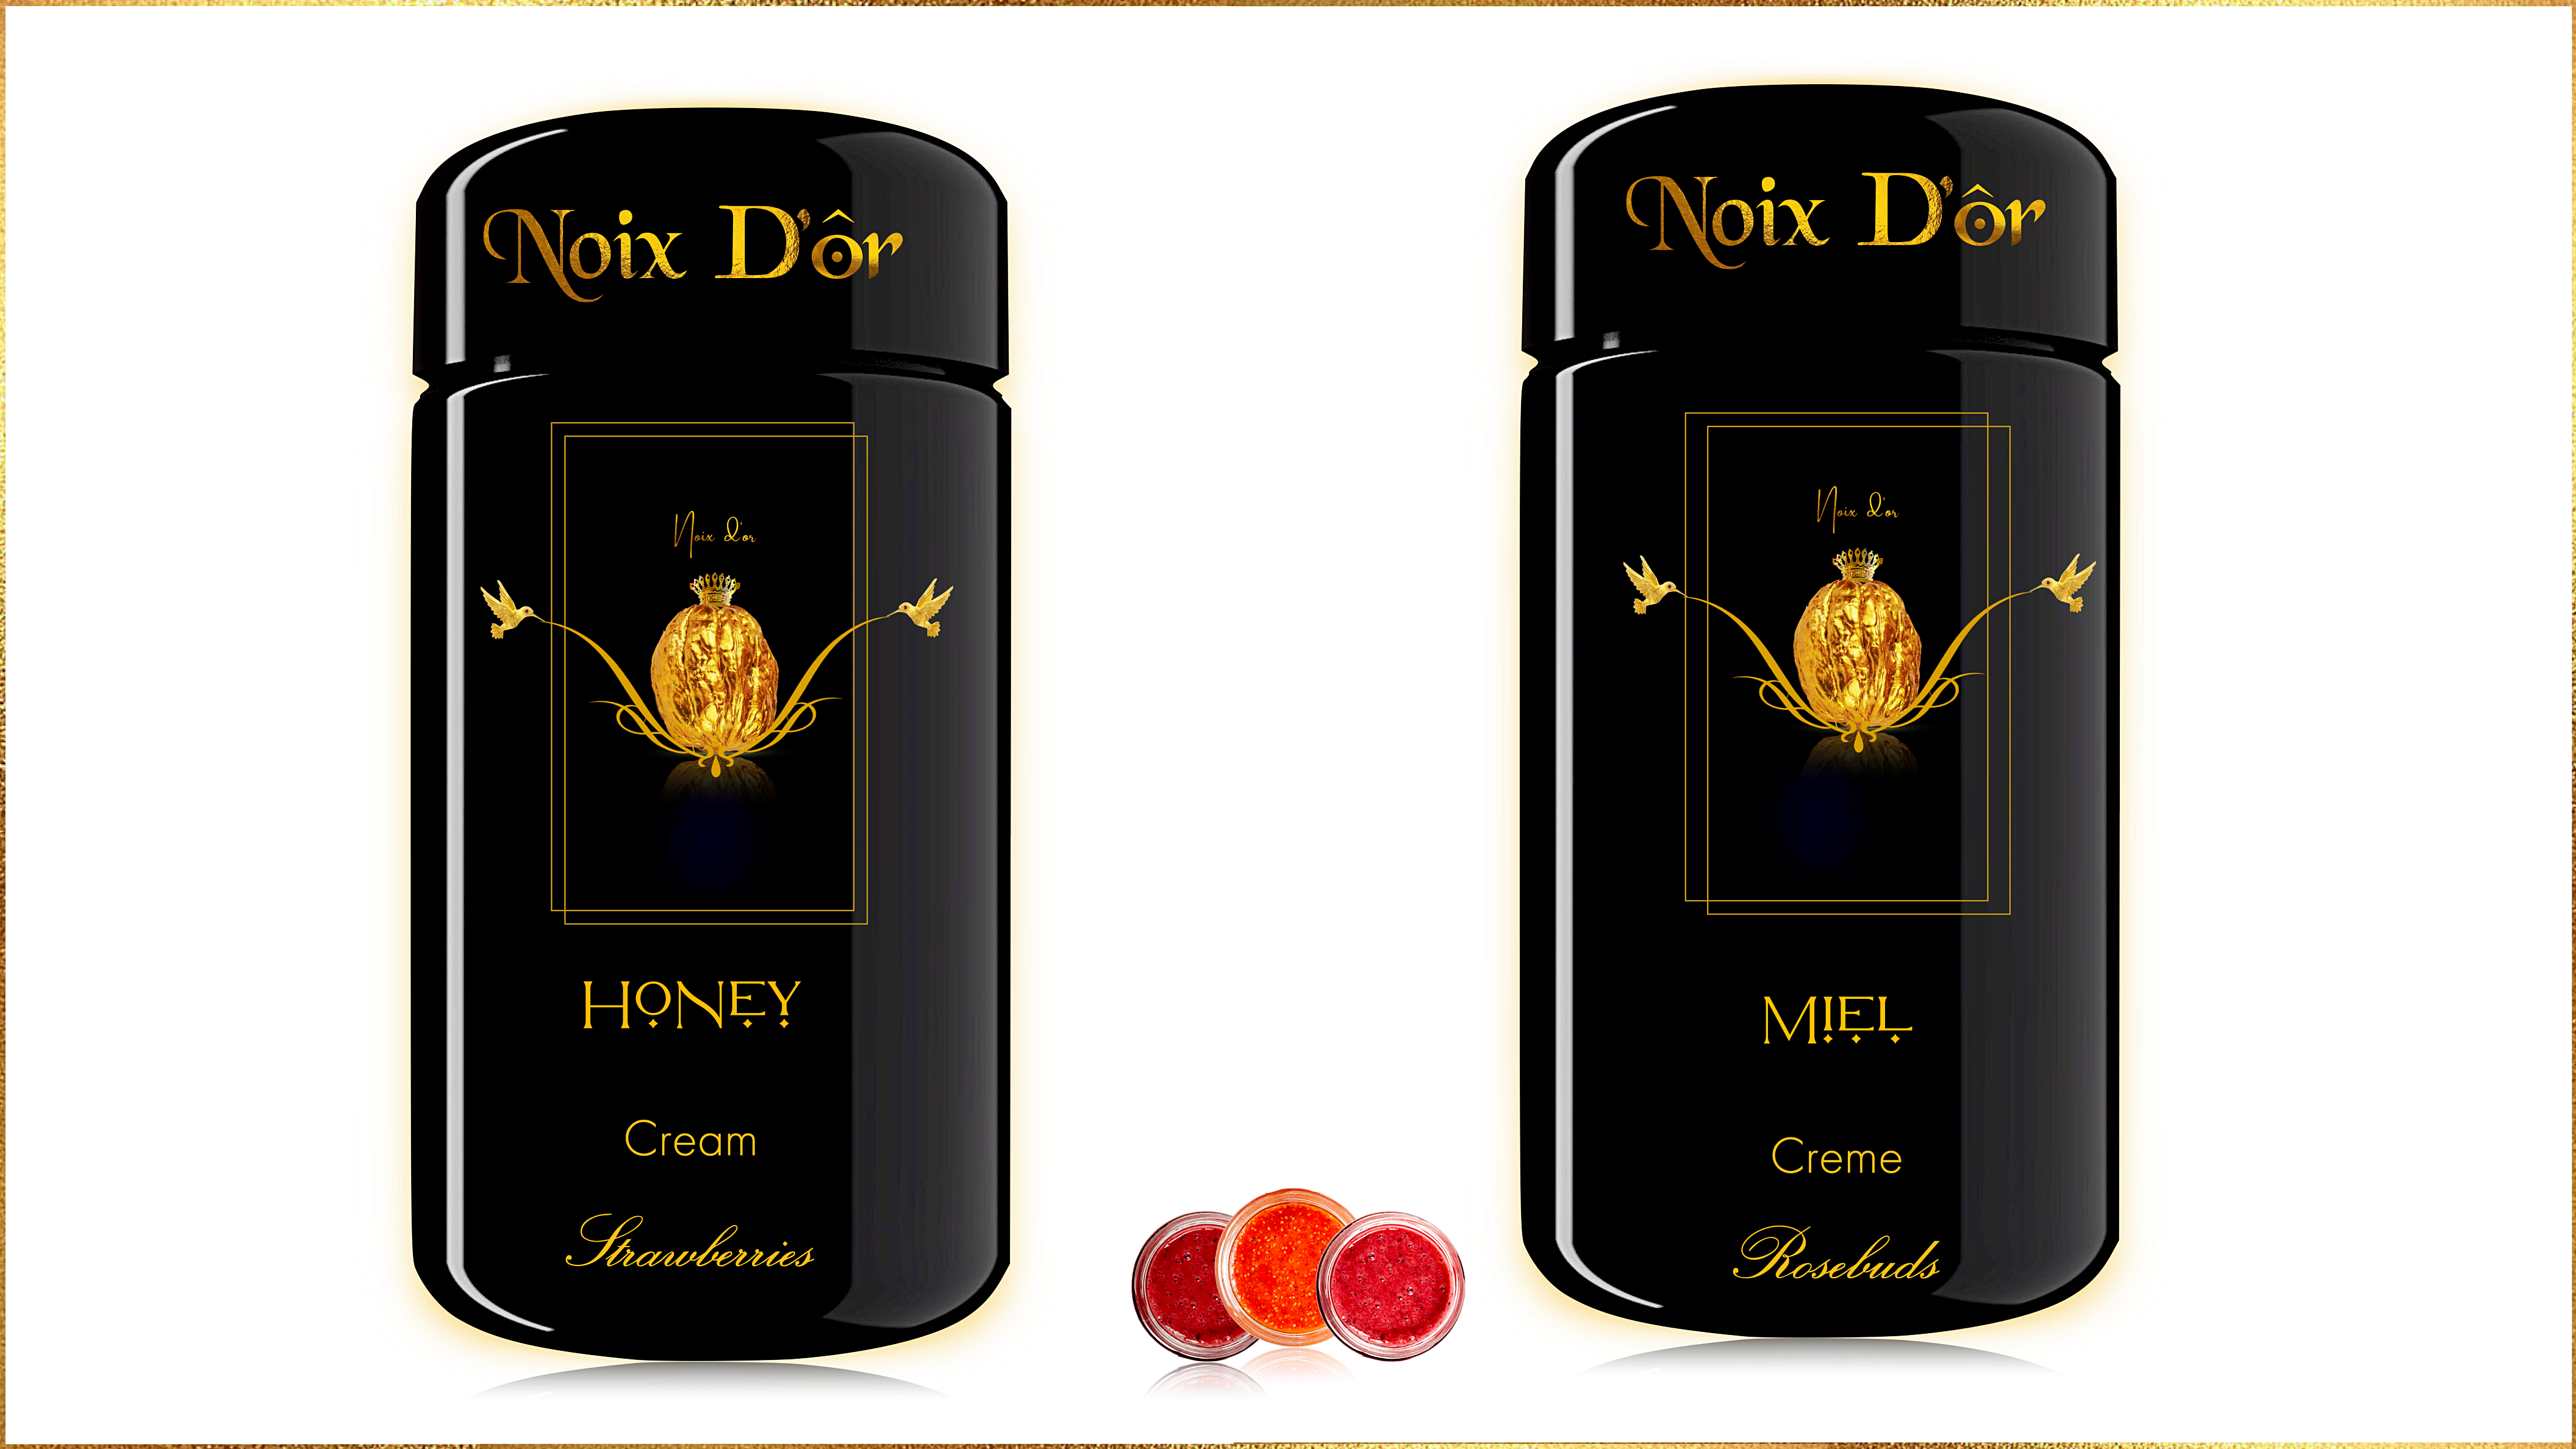 Noix D'ôr
Noix d'or
HONEY
Cream
Strawberries
Noix D'ôr
Noix d'or
MIEL
Creme
Rosebuds